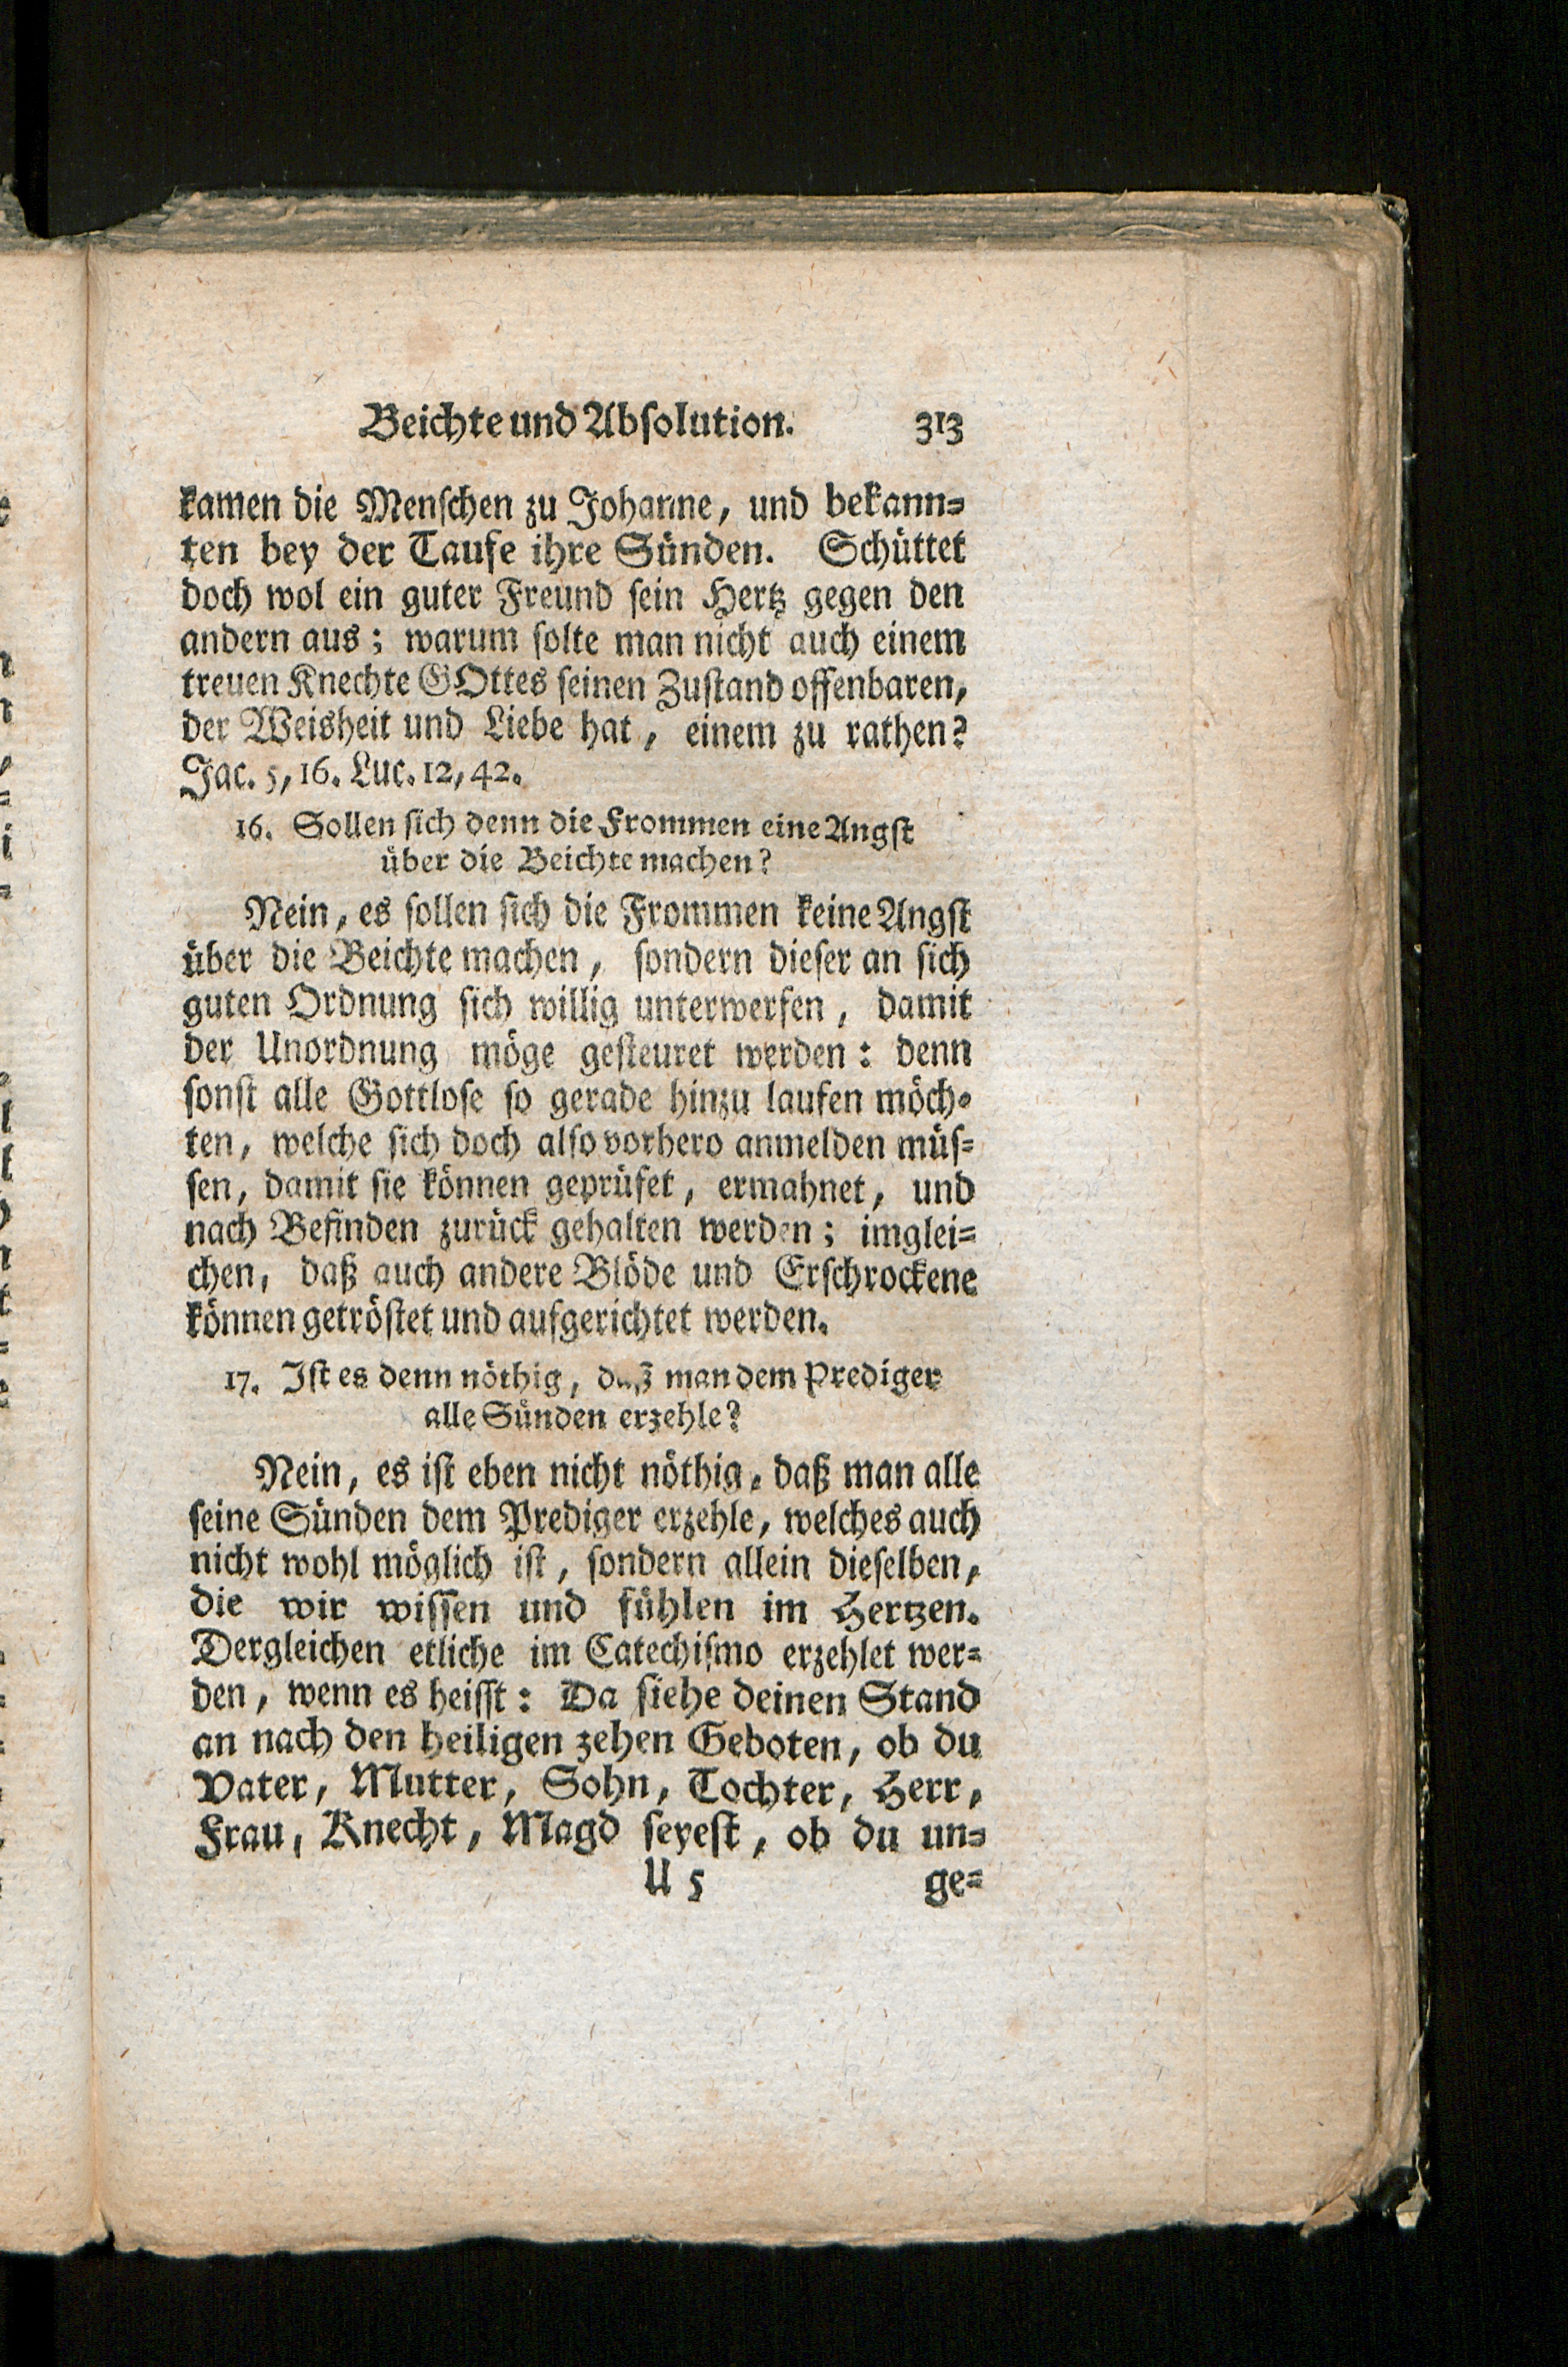 Beichte und Absolution. 313
kamen die Menschen zu Johanne, und bekann=
ten bey der Taufe ihre Sünden. Schüttet
doch wol ein guter Freund sein Hertz gegen den
andern aus; warum solte man nicht auch einem
treuen Knechte GOttes seinen Zustand offenbaren,
der Weisheit und Liebe hat, einem zu rathen?
Jac. 5, 16. Luc. 12, 42.
16. Sollen sich denn die Frommen eine Angst
über die Beichte machen?
Nein, es sollen sich die Frommen keine Angst
über die Beichte machen, sondern dieser an sich
guten Ordnung sich willig unterwerfen, damit
der Unordnung möge gesteuret werden: denn
sonst alle Gottlose so gerade hinzu laufen möch=
ten, welche sich doch also vorhero anmelden müs=
sen, damit sie können geprüfet, ermahnet, und
nach Befinden zurück gehalten werden; imglei=
chen, daß auch andere Blöde und Erschrockene
können getröstet und aufgerichtet werden.
17. Ist es denn nöthig, daß man dem Prediger
alle Sünden erzehle?
Nein, es ist eben nicht nöthig, daß man alle
seine Sünden dem Prediger erzehle, welches auch
nicht wohl möglich ist, sondern allein dieselben,
die wir wissen und fühlen im Hertzen.
Dergleichen etliche im Catechismo erzehlet wer=
den, wenn es heisst: Da siehe deinen Stand
an nach den heiligen zehen Geboten, ob du
Vater, Mutter, Sohn, Tochter, Herr,
Frau, Knecht, Magd seyest, ob du un=
U 5 ge=